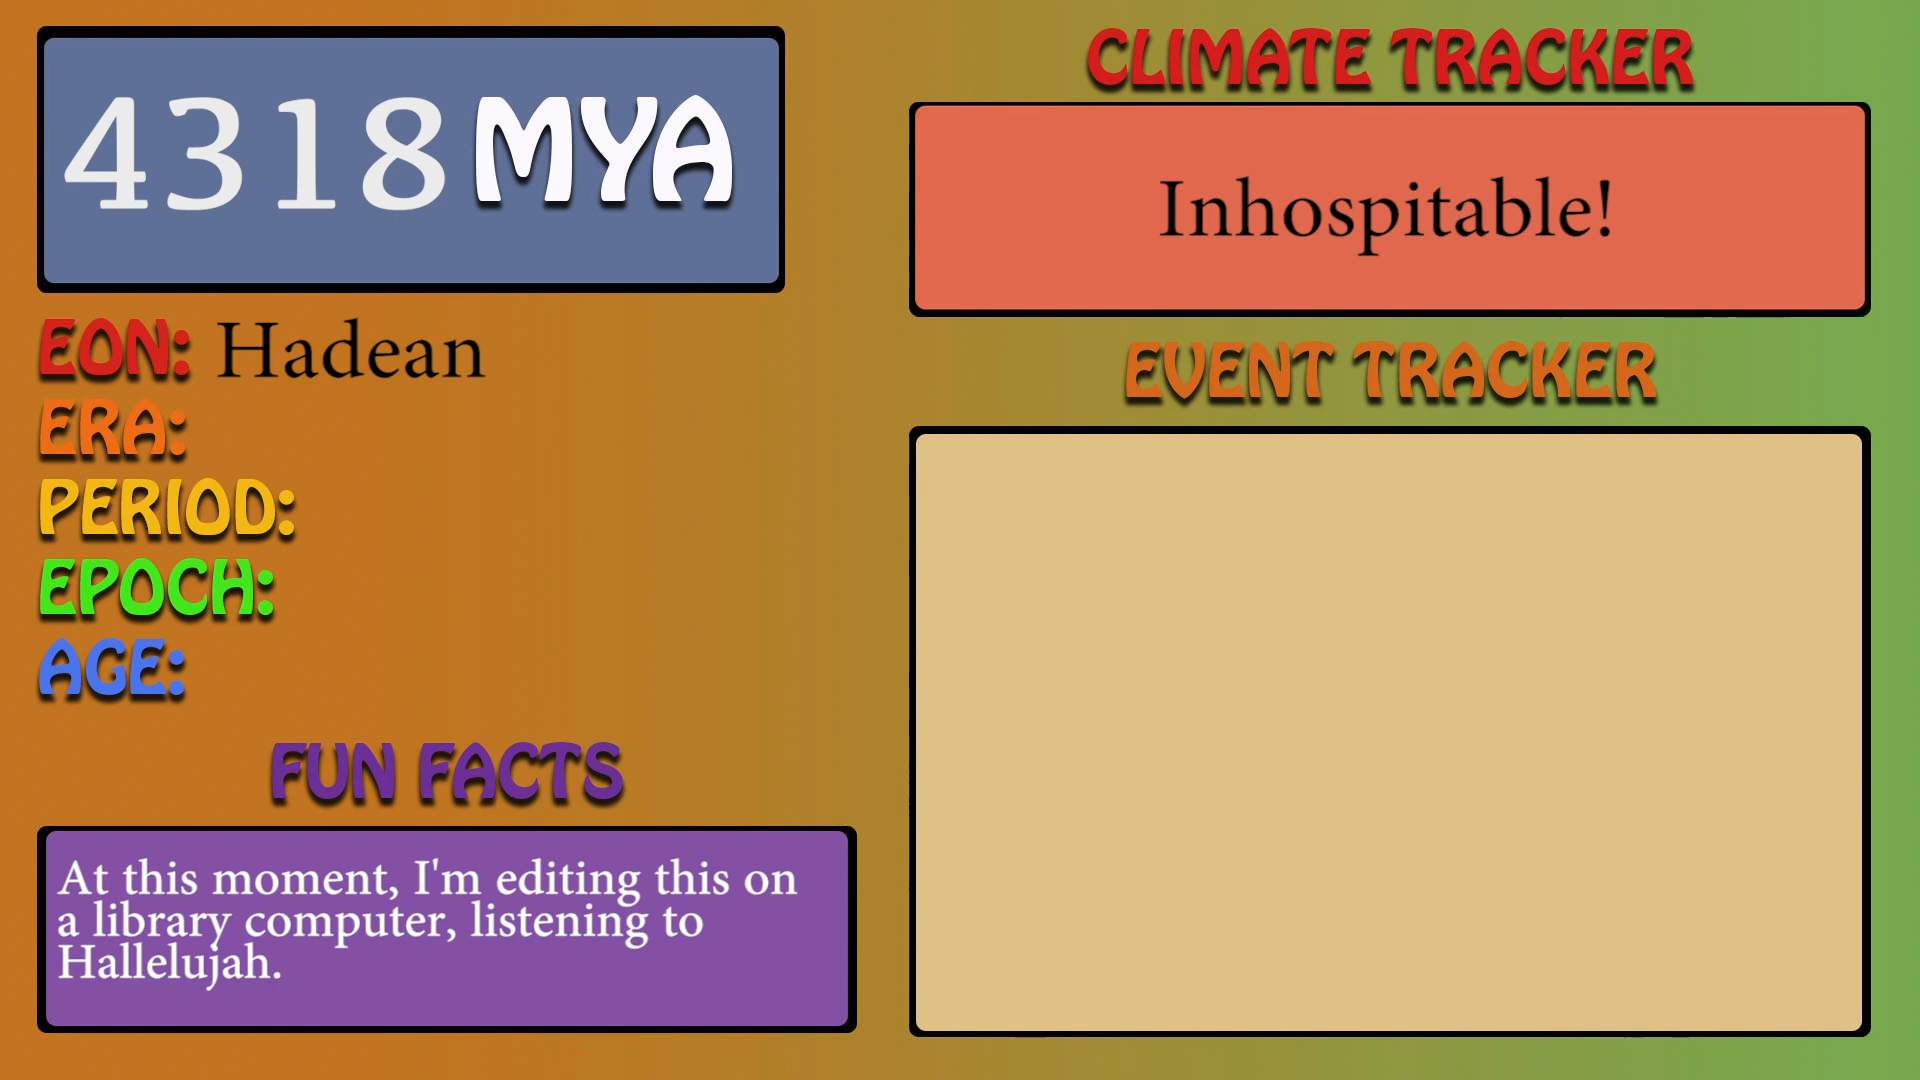 4318 MYA
EON: Hadean
ERA:
PERIOD:
EPOCH:
AGE:
FUN FACTS
At this moment, I'm editing this on
a library computer, listening to
Hallelujah.
CLIMATE TRACKER
Inhospitable!
EVENT TRACKER